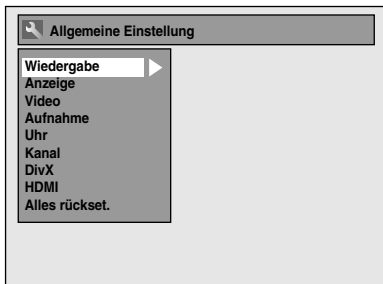 Allgemeine Einstellung
Wiedergabe
Anzeige
Video
Aufnahme
Uhr
Kanal
DivX
HDMI
Alles rückset.